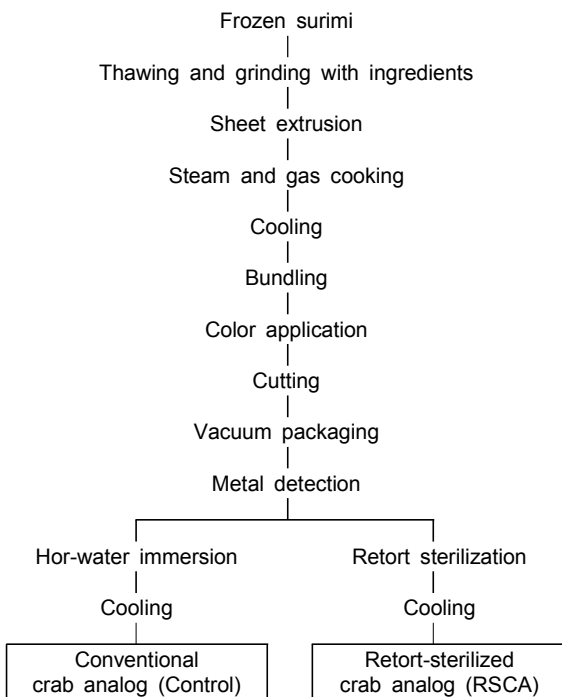 Frozen surimi
Thawing and grinding with ingredients
Sheet extrusion
Steam and gas cooking
Cooling
Bundling
Color application
Cutting
Vacuum packaging
Metal detection
Hor-water immersion
Retort sterilization
Cooling
Cooling
Conventional
crab analog (Control)
Retort-sterilized
crab analog (RSCA)